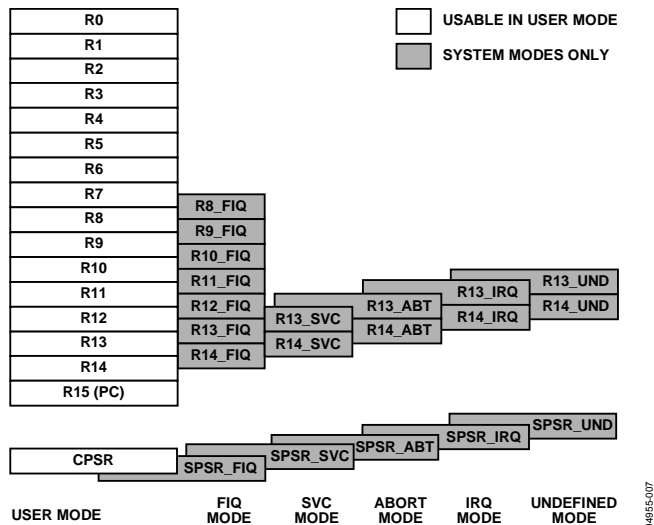 R0
R1
R2
R3
R4
R5
R6
R7
R8
R9
R10
R11
R12
R13
R14
R15 (PC)
CPSR
USABLE IN USER MODE
SYSTEM MODES ONLY
R8_FIQ
R9_FIQ
R10_FIQ
R11_FIQ
R12_FIQ
R13_FIQ
R14_FIQ
SPSR_FIQ
R13_SVC
R14_SVC
SPSR_SVC
R13_ABT
R14_ABT
SPSR_ABT
R13_IRQ
R14_IRQ
SPSR_IRQ
R13_UND
R14_UND
SPSR_UND
USER MODE
FIQ
MODE
SVC
MODE
ABORT
MODE
IRQ
MODE
UNDEFINED
MODE